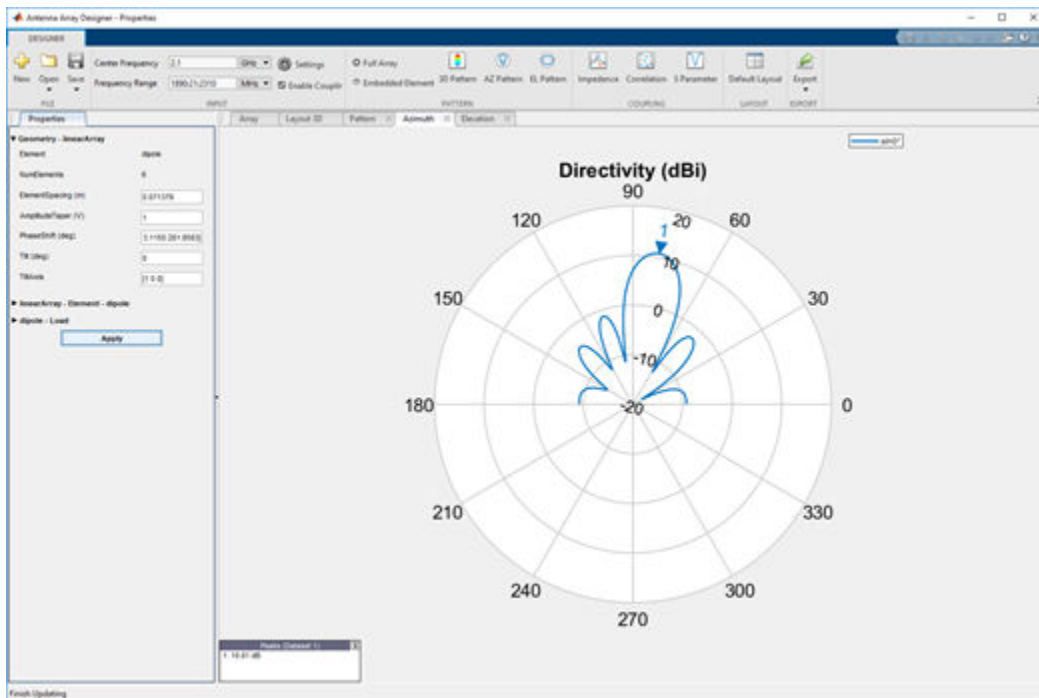 Antenna Array Designer - Properties
DESIGNER
New Open Save
Center Frequency 2.1 GHz
Frequency Range MHz
Settings
Enable Coupling
Full Array
Embedded Element
3D Pattern AZ Pattern EL Pattern
Impedance Correlation S Parameter
Default Layout
Export
FILE INPUT PATTERN COUPLING LAYOUT EXPORT
Properties
Array Layout 3D Pattern Azimuth Elevation
Geometry - linearArray
Element dipole
NumElements
ElementSpacing (m)
AmplitudeTaper (V) 1
PhaseShift (deg)
Tilt (deg) 0
TiltAxis [1 0 0]
linearArray - Element - dipole
dipole - Load
Apply
Directivity (dBi)
90
120 20 60
1
10
150 30
0
-10
180 -20 0
210 330
240 300
270
Peaks (Dataset 1)
Finish Updating